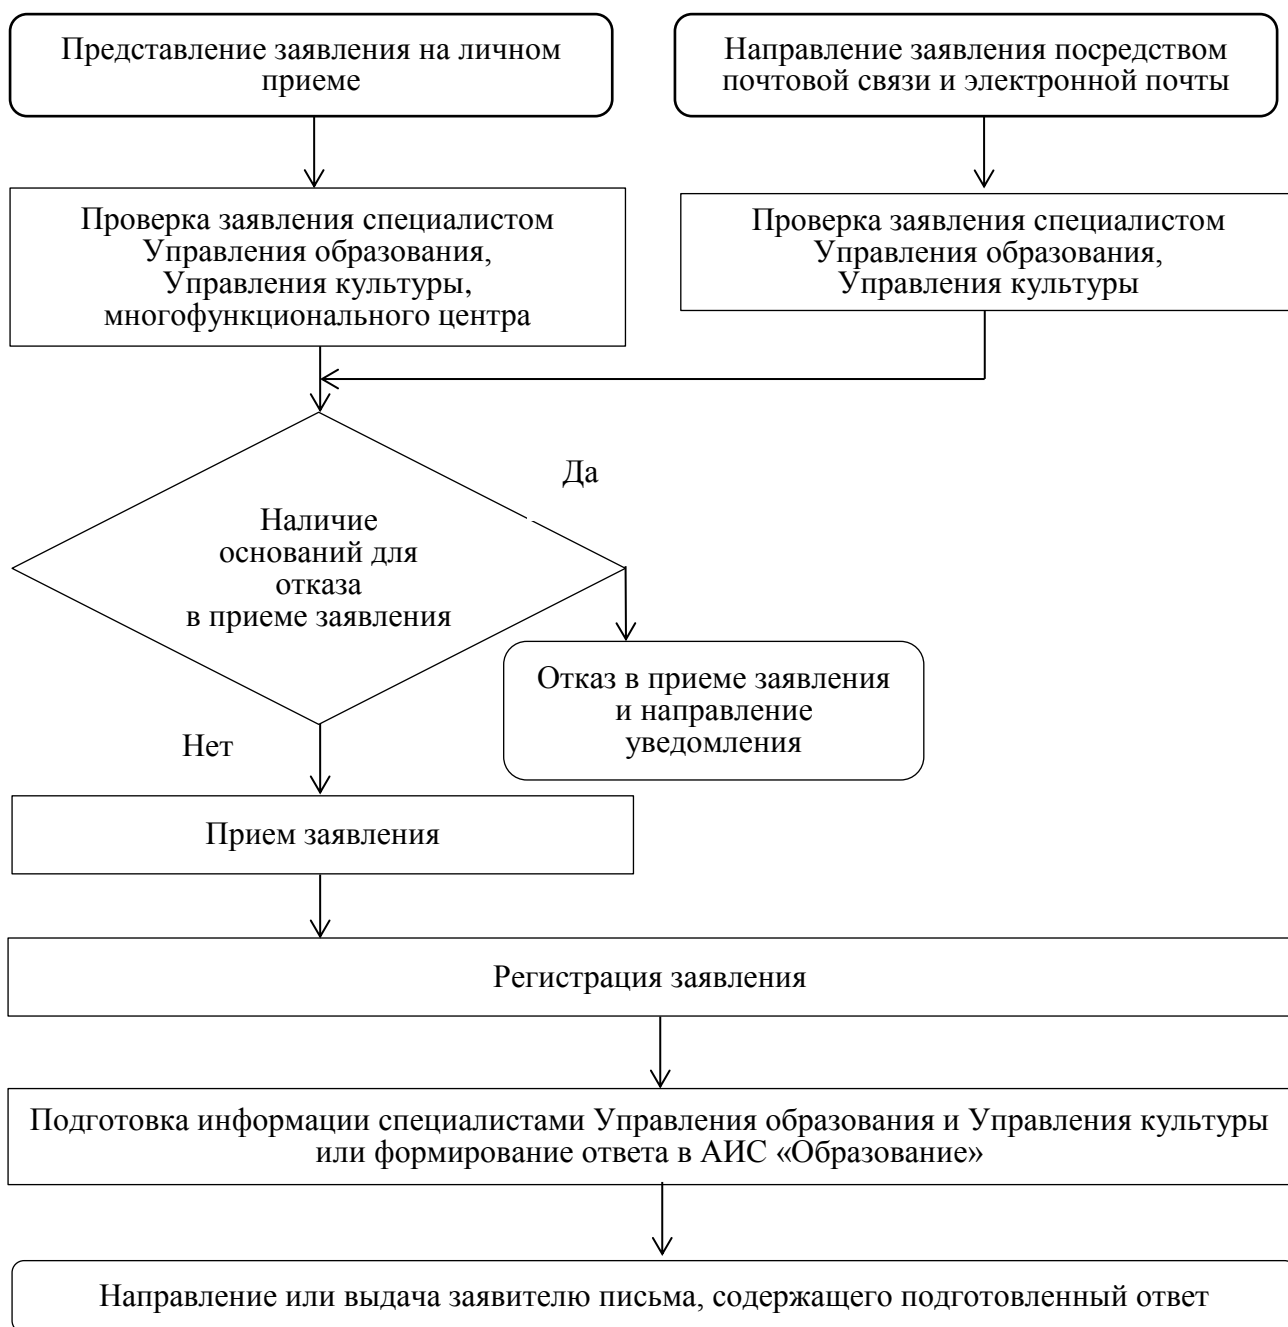 Представление заявления на личном
приеме
Направление заявления посредством
почтовой связи и электронной почты
Проверка заявления специалистом
Управления образования,
Управления культуры,
многофункционального центра
Проверка заявления специалистом
Управления образования,
Управления культуры
Да
Наличие
оснований для
отказа
в приеме заявления
Отказ в приеме заявления
и направление
уведомления
Нет
Прием заявления
Регистрация заявления
Подготовка информации специалистами Управления образования и Управления культуры
или формирование ответа в АИС «Образование»
Направление или выдача заявителю письма, содержащего подготовленный ответ